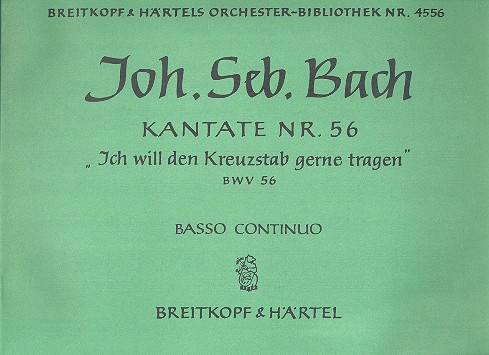 BREITKOPF & HÄRTELS ORCHESTER-BIBLIOTHEK NR. 4556
Joh. Seb. Bach
KANTATE NR. 56
„Ich will den Kreuzstab gerne tragen"
BWV 56
BASSO CONTINUO
BREITKOPF & HÄRTEL